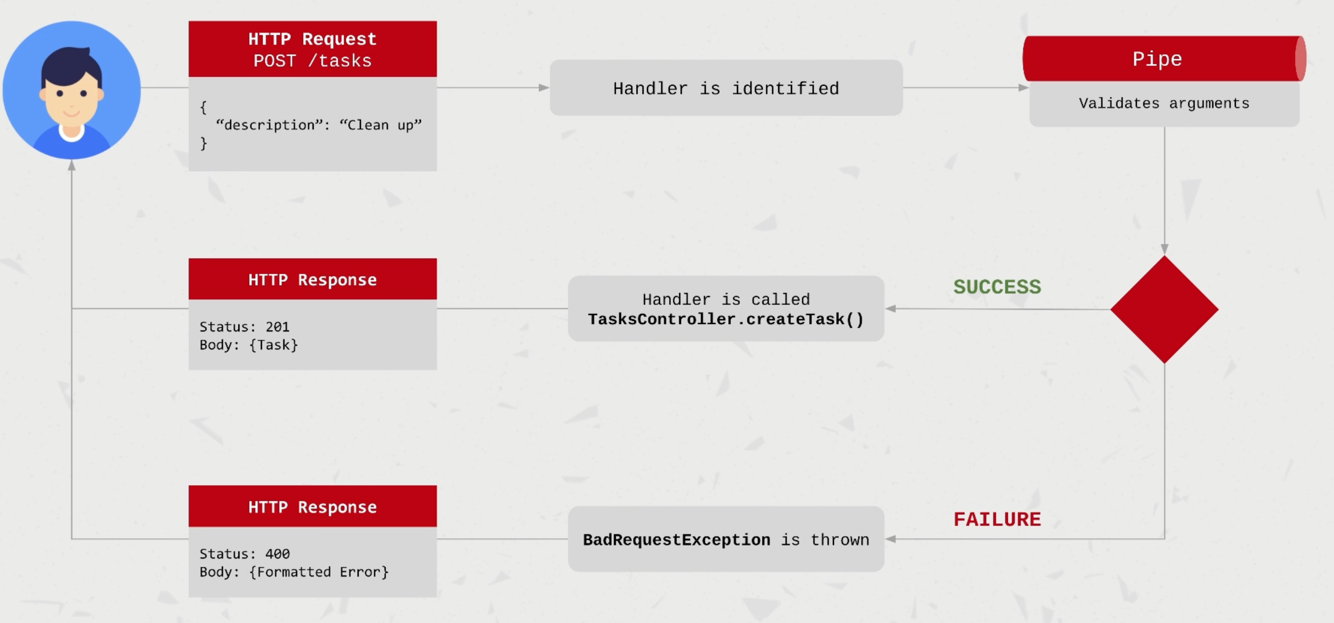 HTTP Request
POST /tasks
{
“description”: “Clean up”
}
Handler is identified
Pipe
Validates arguments
HTTP Response
Status: 201
Body: {Task}
Handler is called
TasksController.createTask()
SUCCESS
HTTP Response
Status: 400
Body: {Formatted Error}
BadRequestException is thrown
FAILURE